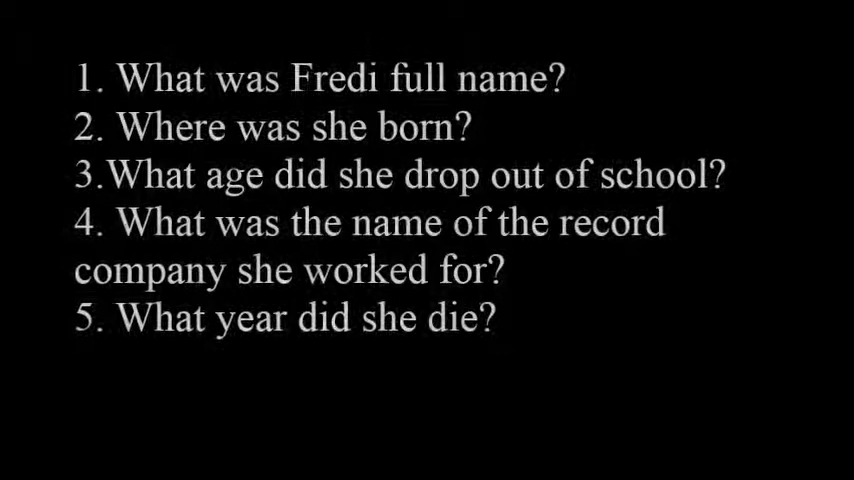 1. What was Fredi full name?
2. Where was she born?
3.What age did she drop out of school?
4. What was the name of the record
company she worked for?
5. What year did she die?